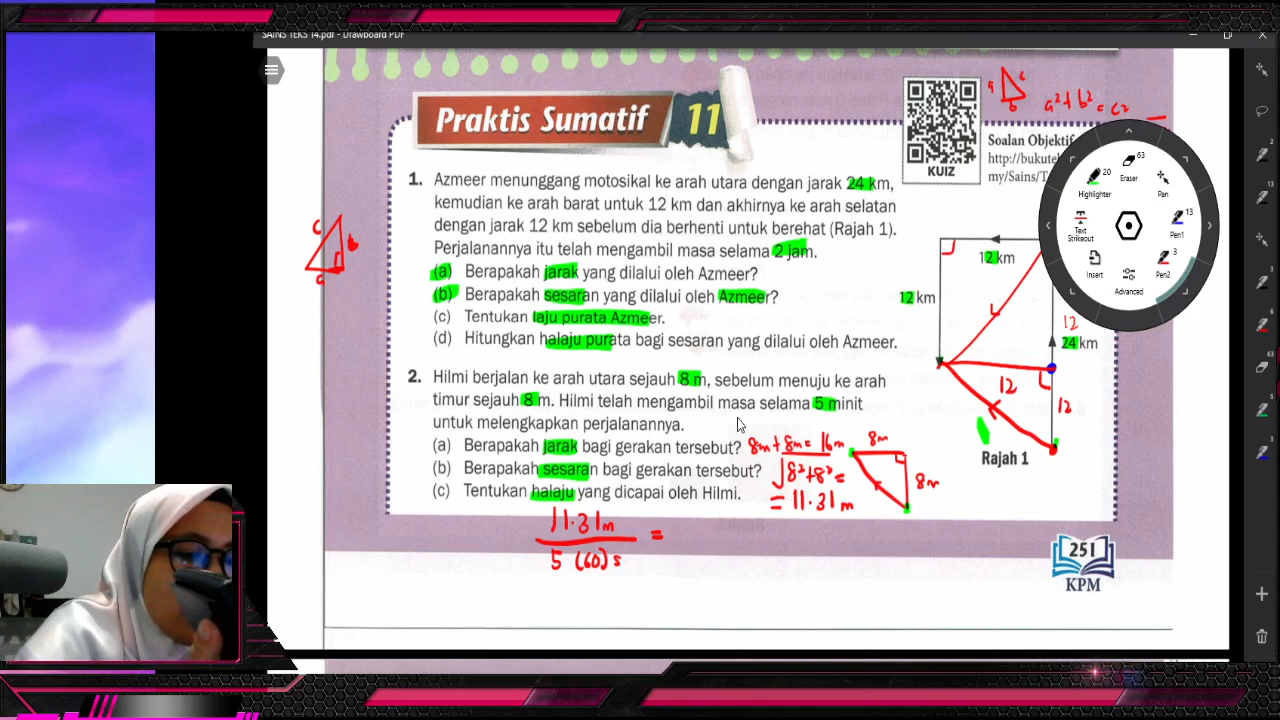 SAINS TEKS 14.pdf - Drawboard PDF
Praktis Sumatif 11
KUIZ
a
b
a² + b² = c²
Soalan Objektif
http://bukute
my/Sains/T
1. Azmeer menunggang motosikal ke arah utara dengan jarak 24 km,
kemudian ke arah barat untuk 12 km dan akhirnya ke arah selatan
dengan jarak 12 km sebelum dia berhenti untuk berehat (Rajah 1).
Perjalanannya itu telah mengambil masa selama 2 jam.
(a) Berapakah jarak yang dilalui oleh Azmeer?
(b) Berapakah sesaran yang dilalui oleh Azmeer?
(c) Tentukan laju purata Azmeer.
(d) Hitungkan halaju purata bagi sesaran yang dilalui oleh Azmeer.
c
b
a
12 km
12 km
12
24 km
12
12
Rajah 1
2. Hilmi berjalan ke arah utara sejauh 8 m, sebelum menuju ke arah
timur sejauh 8 m. Hilmi telah mengambil masa selama 5 minit
untuk melengkapkan perjalanannya.
(a) Berapakah jarak bagi gerakan tersebut? 8m + 8m = 16m
(b) Berapakah sesaran bagi gerakan tersebut? √8² + 8² =
(c) Tentukan halaju yang dicapai oleh Hilmi. = 11.31 m
8m
8m
11.31m =
5 (60) s
251
KPM
63
Eraser
20
Highlighter
Pan
Text
Strikeout
13
Pen1
Insert
3
Pen2
Advanced